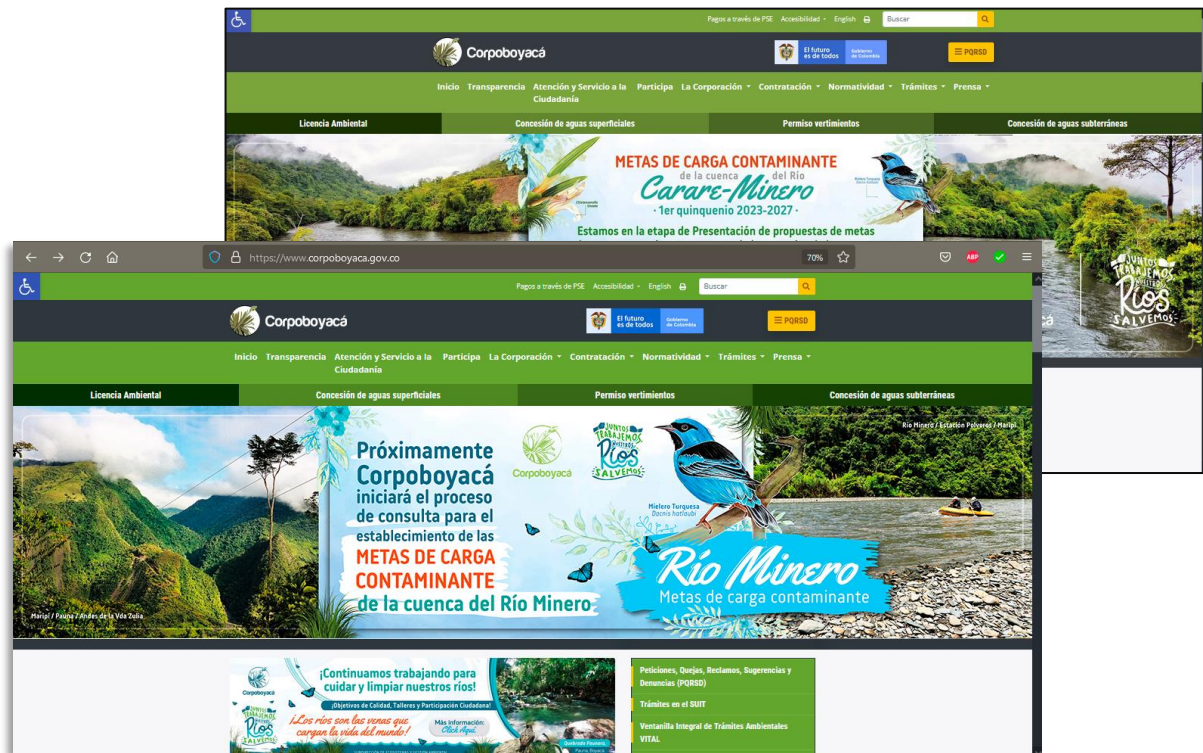 Pagos a través de PSE Accesibilidad English Buscar
Corpoboyacá
El futuro es de todos
Gobierno de Colombia
PQRSD
Inicio Transparencia Atención y Servicio a la Ciudadanía Participa La Corporación Contratación Normatividad Trámites Prensa
Licencia Ambiental Concesión de aguas superficiales Permiso vertimientos Concesión de aguas subterráneas
METAS DE CARGA CONTAMINANTE
de la cuenca del Río
Carare-Minero
· 1er quinquenio 2023-2027 ·
Estamos en la etapa de Presentación de propuestas de metas
JUNTOS
TRABAJEMOS
NUESTROS
Ríos
SALVEMOS
https://www.corpoboyaca.gov.co
70%
ABP
Pagos a través de PSE Accesibilidad English Buscar
Corpoboyacá
El futuro es de todos
Gobierno de Colombia
PQRSD
Inicio Transparencia Atención y Servicio a la Ciudadanía Participa La Corporación Contratación Normatividad Trámites Prensa
Licencia Ambiental Concesión de aguas superficiales Permiso vertimientos Concesión de aguas subterráneas
Próximamente
Corpoboyacá
iniciará el proceso
de consulta para el
establecimiento de las
METAS DE CARGA
CONTAMINANTE
de la cuenca del Río Minero
Corpoboyacá
JUNTOS
TRABAJEMOS
NUESTROS
Ríos
SALVEMOS
Mielero Turquesa
Dacnis hartlaubi
Río Minero
Metas de carga contaminante
Río Minero / Estación Polveros / Maripí
Maripí / Pauna / Andes de la Vda Zulia
Corpoboyacá
JUNTOS
TRABAJEMOS
NUESTROS
Ríos
SALVEMOS
¡Continuamos trabajando para
cuidar y limpiar nuestros ríos!
¡Objetivos de Calidad, Talleres y Participación Ciudadana!
¡Los ríos son las venas que
cargan la vida del mundo!
Más información:
Click Aquí.
Peticiones, Quejas, Reclamos, Sugerencias y
Denuncias (PQRSD)
Trámites en el SUIT
Ventanilla Integral de Trámites Ambientales
VITAL